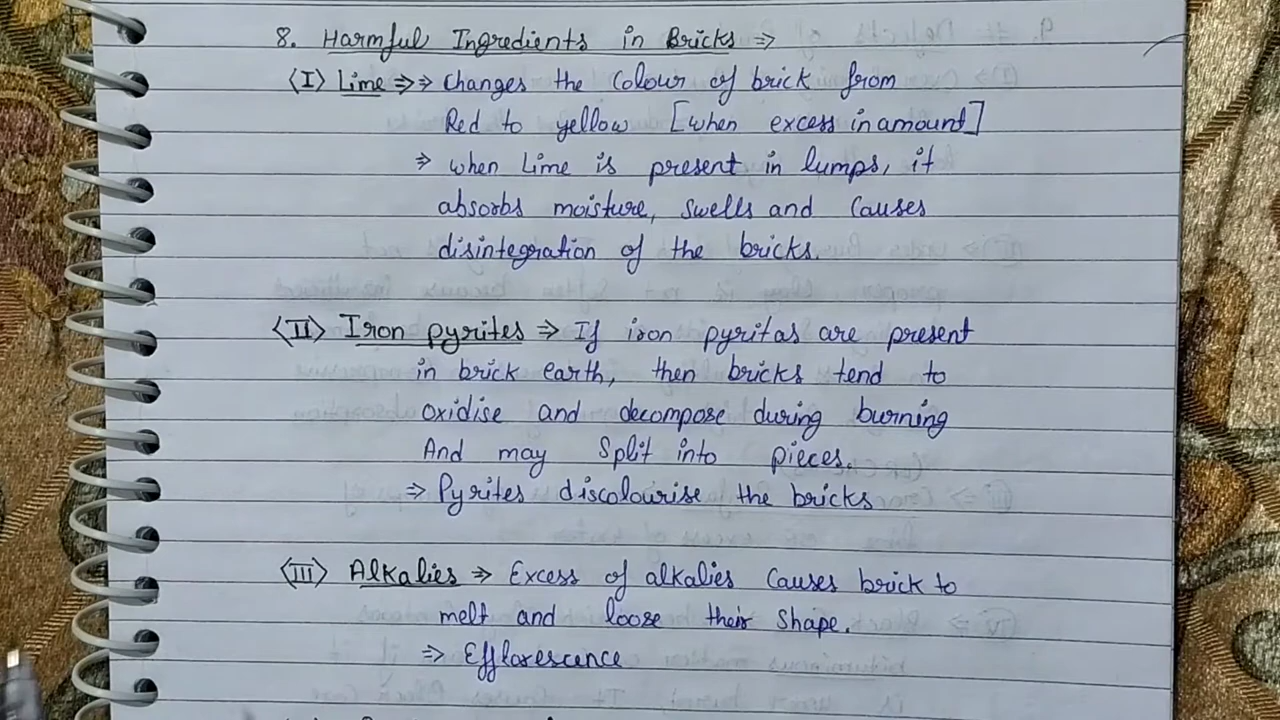 8. Harmful Ingredients in Bricks ⇒
⟨I⟩ Lime ⇒⇒ Changes the Colour of brick from
Red to yellow [when excess in amount]
⇒ when Lime is present in lumps, it
absorbs moisture, swells and Causes
disintegration of the bricks.
⟨II⟩ Iron pyrites ⇒ If iron pyritas are present
in brick earth, then bricks tend to
oxidise and decompose during burning
And may Split into pieces.
⇒ Pyrites discolourise the bricks
⟨III⟩ Alkalies ⇒ Excess of alkalies Causes brick to
melt and loose their Shape.
⇒ Efflorescence